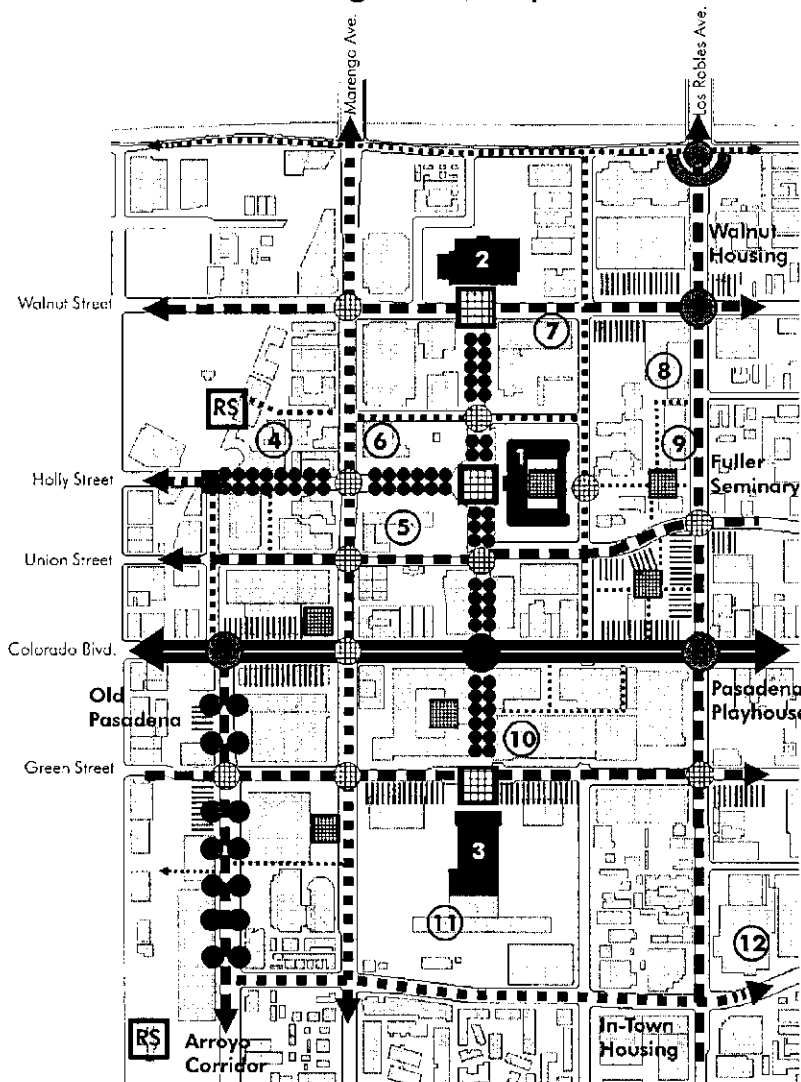 Marengo Ave.
Los Robles Ave.
2
Walnut
Housing
Walnut Street
7
8
RS
4
6
1
9
Fuller
Seminary
Holly Street
5
Union Street
Colorado Blvd.
Old
Pasadena
Pasadena
Playhouse
10
Green Street
3
11
12
RS
Arroyo
Corridor
In-Town
Housing